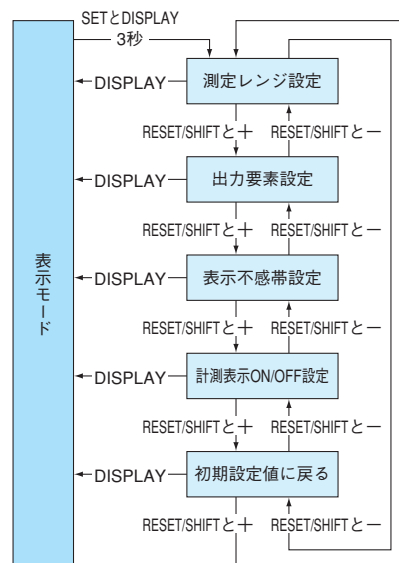 SETとDISPLAY
3秒
DISPLAY
測定レンジ設定
RESET/SHIFTと＋ RESET/SHIFTとー
DISPLAY
出力要素設定
RESET/SHIFTと＋ RESET/SHIFTとー
表示モード
DISPLAY
表示不感帯設定
RESET/SHIFTと＋ RESET/SHIFTとー
DISPLAY
計測表示ON/OFF設定
RESET/SHIFTと＋ RESET/SHIFTとー
DISPLAY
初期設定値に戻る
RESET/SHIFTと＋ RESET/SHIFTとー